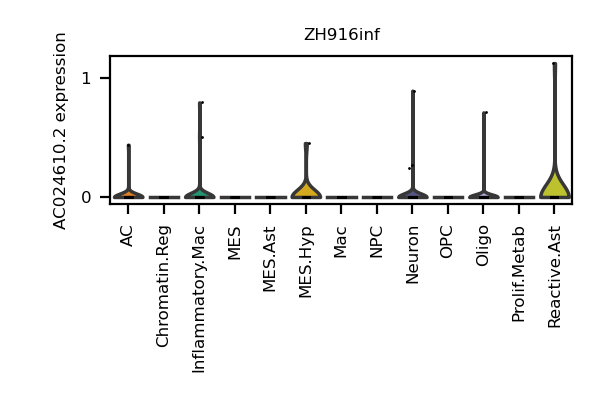 ZH916inf
AC024610.2 expression
1
0
AC
Chromatin.Reg
Inflammatory.Mac
MES
MES.Ast
MES.Hyp
Mac
NPC
Neuron
OPC
Oligo
Prolif.Metab
Reactive.Ast